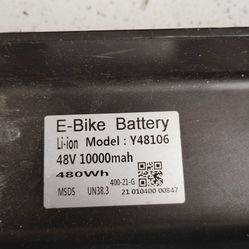 E-Bike Battery
Li-ion Model : Y48106
48V 10000mah
480Wh
400-21-G
MSDS UN38.3 21 010400 00847